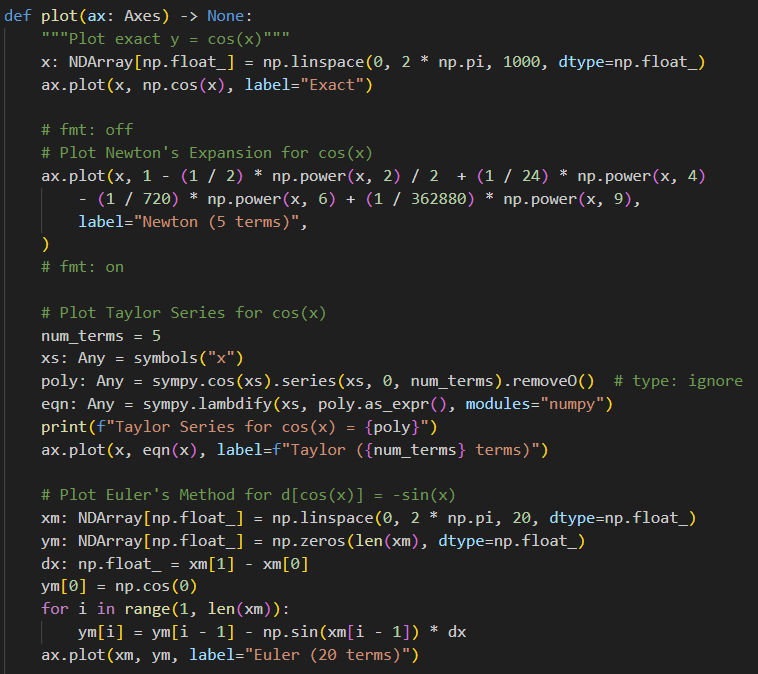 def plot(ax: Axes) -> None:
"""Plot exact y = cos(x)"""
x: NDArray[np.float_] = np.linspace(0, 2 * np.pi, 1000, dtype=np.float_)
ax.plot(x, np.cos(x), label="Exact")
# fmt: off
# Plot Newton's Expansion for cos(x)
ax.plot(x, 1 - (1 / 2) * np.power(x, 2) / 2  + (1 / 24) * np.power(x, 4)
- (1 / 720) * np.power(x, 6) + (1 / 362880) * np.power(x, 9),
label="Newton (5 terms)",
)
# fmt: on
# Plot Taylor Series for cos(x)
num_terms = 5
xs: Any = symbols("x")
poly: Any = sympy.cos(xs).series(xs, 0, num_terms).removeO()  # type: ignore
eqn: Any = sympy.lambdify(xs, poly.as_expr(), modules="numpy")
print(f"Taylor Series for cos(x) = {poly}")
ax.plot(x, eqn(x), label=f"Taylor ({num_terms} terms)")
# Plot Euler's Method for d[cos(x)] = -sin(x)
xm: NDArray[np.float_] = np.linspace(0, 2 * np.pi, 20, dtype=np.float_)
ym: NDArray[np.float_] = np.zeros(len(xm), dtype=np.float_)
dx: np.float_ = xm[1] - xm[0]
ym[0] = np.cos(0)
for i in range(1, len(xm)):
ym[i] = ym[i - 1] - np.sin(xm[i - 1]) * dx
ax.plot(xm, ym, label="Euler (20 terms)")